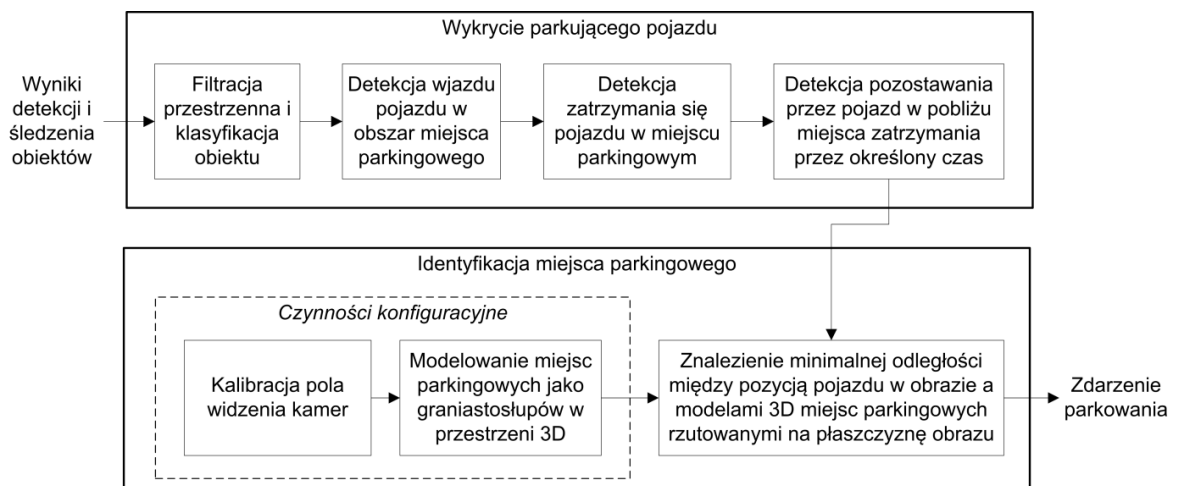 Wykrycie parkującego pojazdu
Wyniki
detekcji i
śledzenia
obiektów
Filtracja
przestrzenna i
klasyfikacja
obiektu
Detekcja wjazdu
pojazdu w
obszar miejsca
parkingowego
Detekcja
zatrzymania się
pojazdu w miejscu
parkingowym
Detekcja pozostawania
przez pojazd w pobliżu
miejsca zatrzymania
przez określony czas
Identyfikacja miejsca parkingowego
Czynności konfiguracyjne
Kalibracja pola
widzenia kamer
Modelowanie miejsc
parkingowych jako
graniastosłupów w
przestrzeni 3D
Znalezienie minimalnej odległości
między pozycją pojazdu w obrazie a
modelami 3D miejsc parkingowych
rzutowanymi na płaszczyznę obrazu
Zdarzenie
parkowania